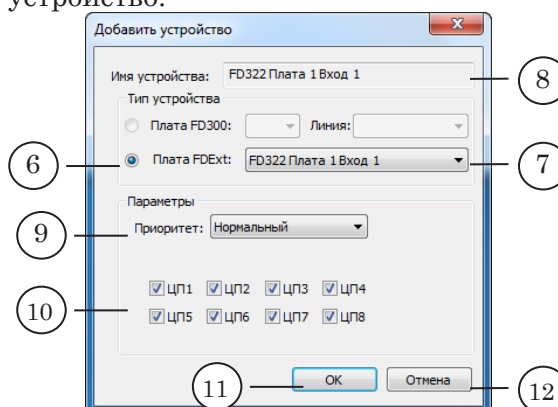 устройство.
Добавить устройство
Имя устройства: FD322 Плата 1 Вход 1 8
Тип устройства
Плата FD300: Линия:
6 Плата FDExt: FD322 Плата 1 Вход 1 7
Параметры
9 Приоритет: Нормальный
ЦП1 ЦП2 ЦП3 ЦП4
10 ЦП5 ЦП6 ЦП7 ЦП8
11 OK Отмена 12